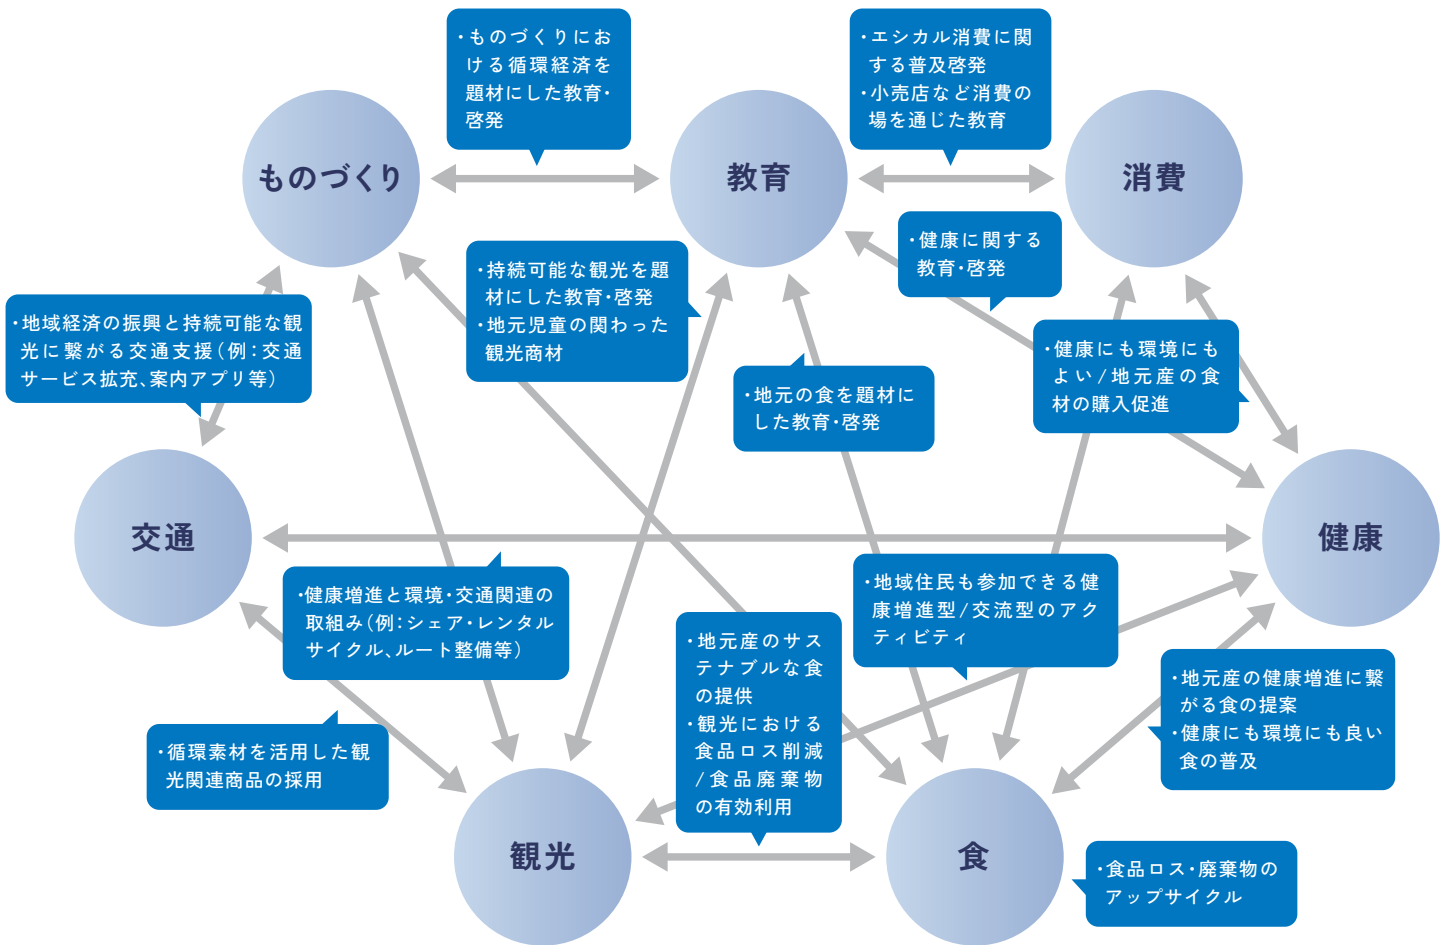 ・ものづくりにお
ける循環経済を
題材にした教育・
啓発
・エシカル消費に関
する普及啓発
・小売店など消費の
場を通じた教育
ものづくり
教育
消費
・健康に関する
教育・啓発
・持続可能な観光を題
材にした教育・啓発
・地元児童の関わった
観光商材
・地域経済の振興と持続可能な観
光に繋がる交通支援(例：交通
サービス拡充、案内アプリ等)
・健康にも環境にも
よい/地元産の食
材の購入促進
・地元の食を題材に
した教育・啓発
交通
健康
・健康増進と環境・交通関連の
取組み(例：シェア・レンタル
サイクル、ルート整備等)
・地域住民も参加できる健
康増進型/交流型のアク
ティビティ
・地元産のサス
テナブルな食
の提供
・観光における
食品ロス削減
/食品廃棄物
の有効利用
・地元産の健康増進に繋
がる食の提案
・健康にも環境にも良い
食の普及
・循環素材を活用した観
光関連商品の採用
観光
食
・食品ロス・廃棄物の
アップサイクル